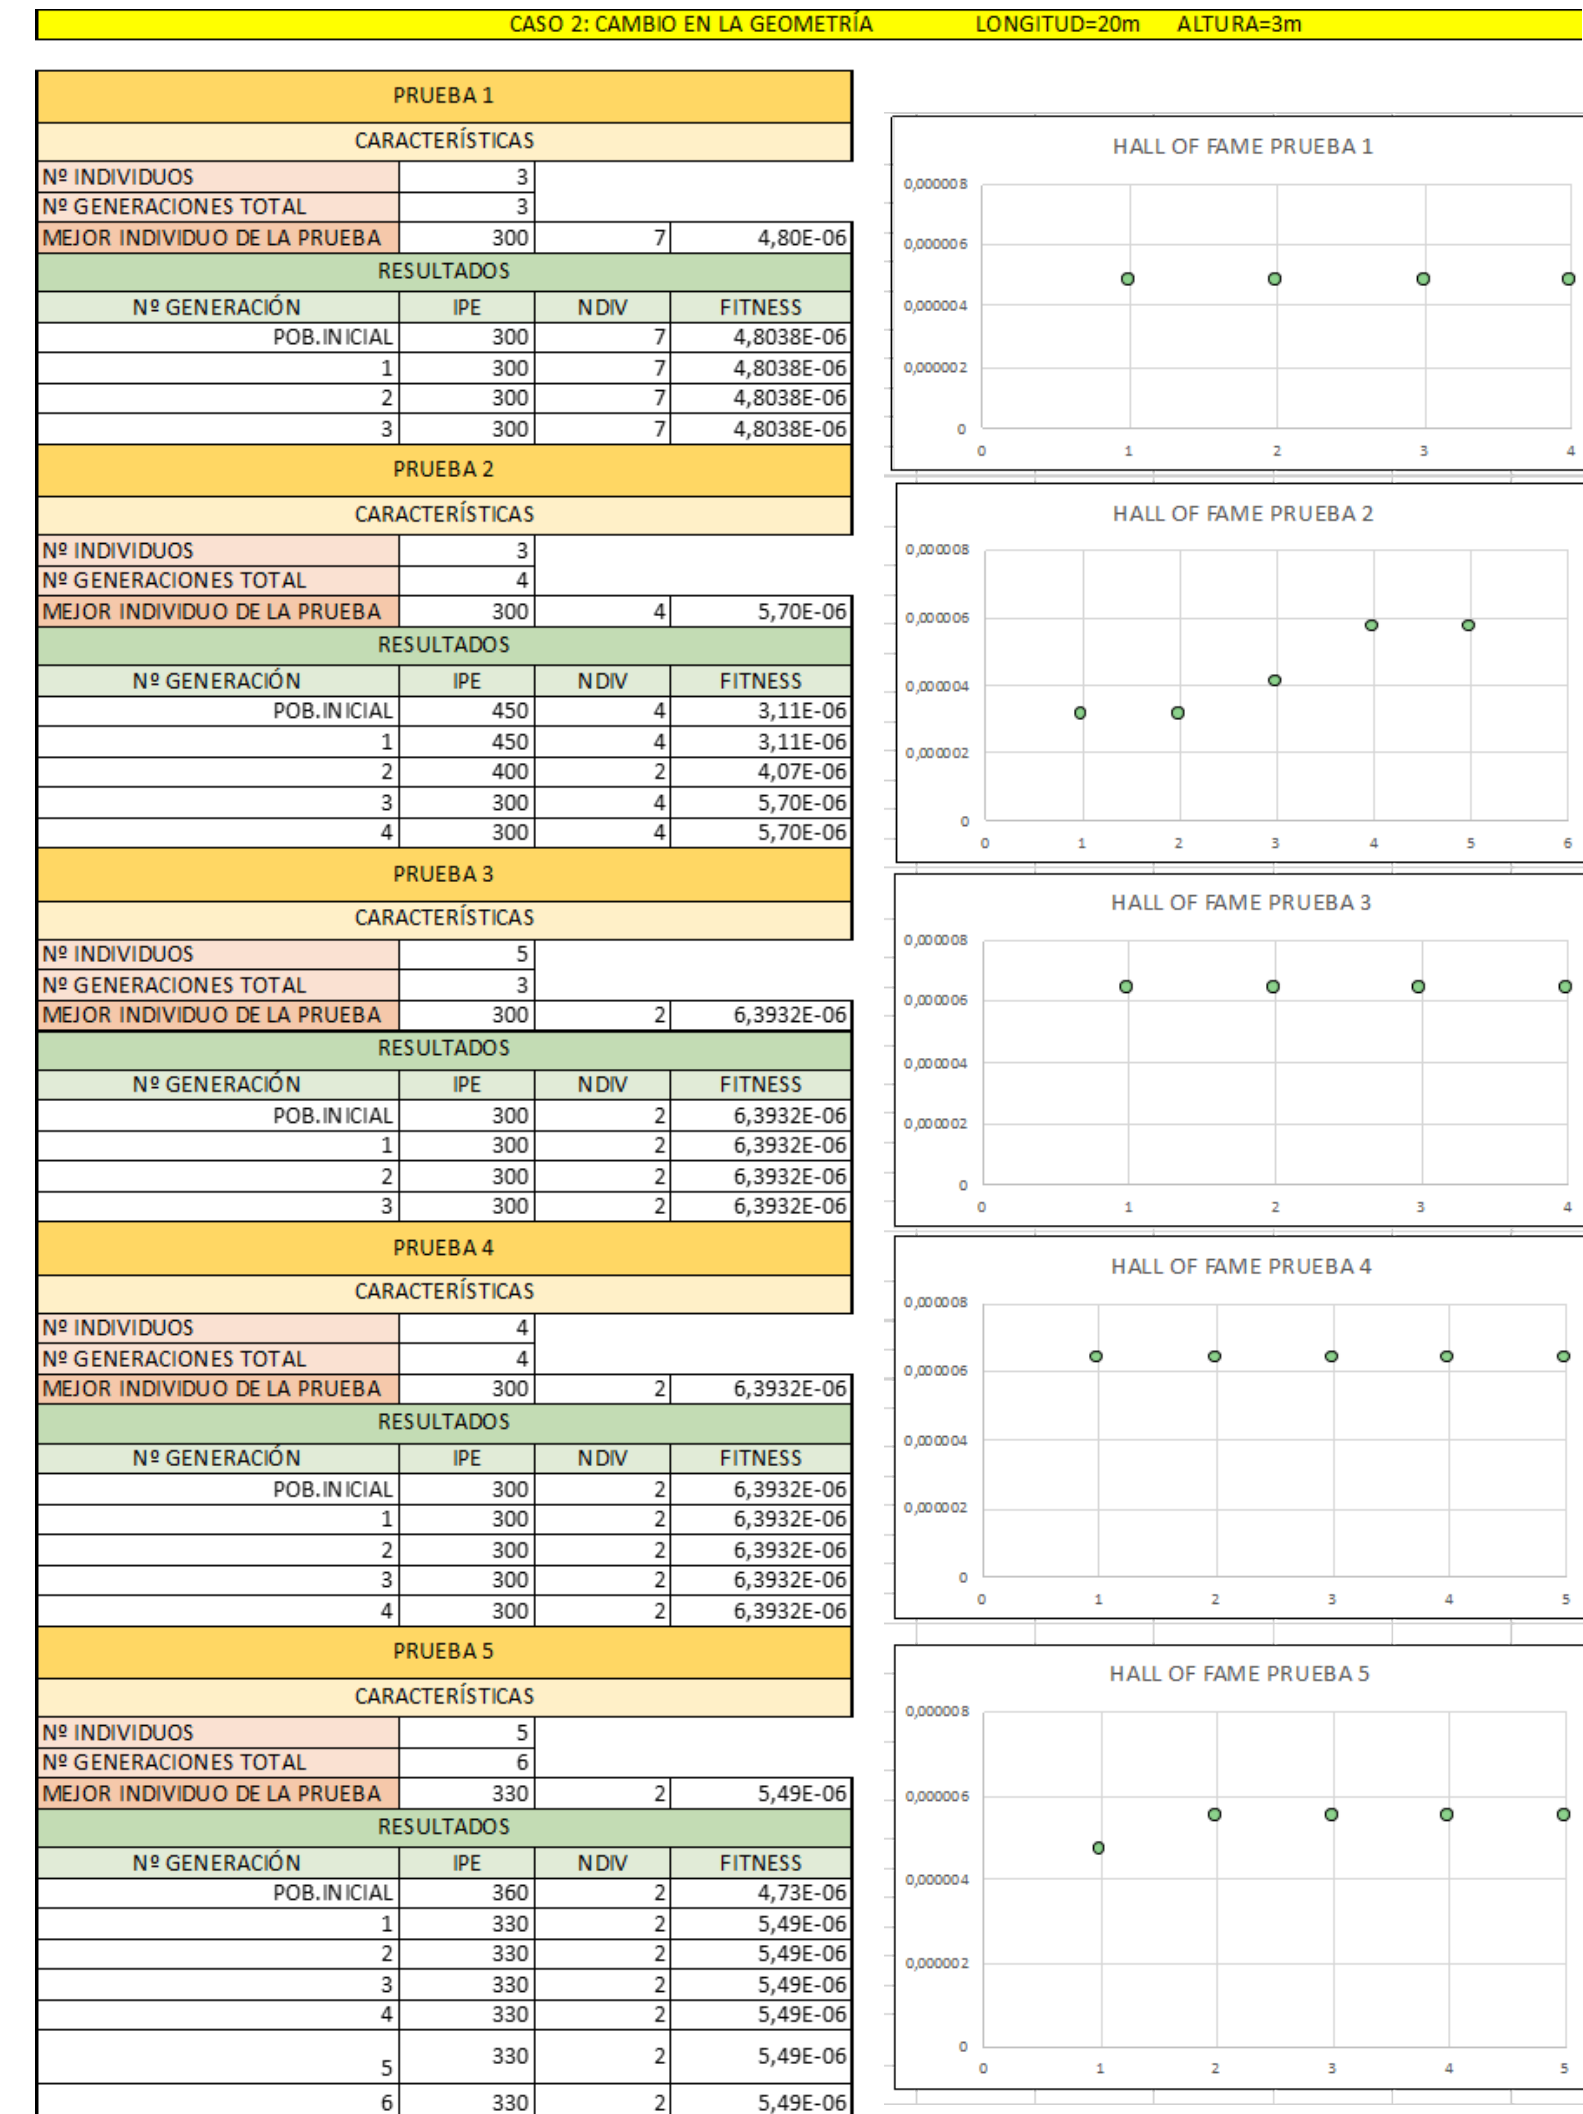 CASO 2: CAMBIO EN LA GEOMETRÍA LONGITUD=20m ALTURA=3m
PRUEBA 1
CARACTERÍSTICAS
Nº INDIVIDUOS 3
Nº GENERACIONES TOTAL 3
MEJOR INDIVIDUO DE LA PRUEBA 300 7 4,80E-06
RESULTADOS
Nº GENERACIÓN IPE NDIV FITNESS
POB.INICIAL 300 7 4,8038E-06
1 300 7 4,8038E-06
2 300 7 4,8038E-06
3 300 7 4,8038E-06
HALL OF FAME PRUEBA 1
0,000008
0,000006
0,000004
0,000002
0
0 1 2 3 4
PRUEBA 2
CARACTERÍSTICAS
Nº INDIVIDUOS 3
Nº GENERACIONES TOTAL 4
MEJOR INDIVIDUO DE LA PRUEBA 300 4 5,70E-06
RESULTADOS
Nº GENERACIÓN IPE NDIV FITNESS
POB.INICIAL 450 4 3,11E-06
1 450 4 3,11E-06
2 400 2 4,07E-06
3 300 4 5,70E-06
4 300 4 5,70E-06
HALL OF FAME PRUEBA 2
0,000008
0,000006
0,000004
0,000002
0
0 1 2 3 4 5 6
PRUEBA 3
CARACTERÍSTICAS
Nº INDIVIDUOS 5
Nº GENERACIONES TOTAL 3
MEJOR INDIVIDUO DE LA PRUEBA 300 2 6,3932E-06
RESULTADOS
Nº GENERACIÓN IPE NDIV FITNESS
POB.INICIAL 300 2 6,3932E-06
1 300 2 6,3932E-06
2 300 2 6,3932E-06
3 300 2 6,3932E-06
HALL OF FAME PRUEBA 3
0,000008
0,000006
0,000004
0,000002
0
0 1 2 3 4
PRUEBA 4
CARACTERÍSTICAS
Nº INDIVIDUOS 4
Nº GENERACIONES TOTAL 4
MEJOR INDIVIDUO DE LA PRUEBA 300 2 6,3932E-06
RESULTADOS
Nº GENERACIÓN IPE NDIV FITNESS
POB.INICIAL 300 2 6,3932E-06
1 300 2 6,3932E-06
2 300 2 6,3932E-06
3 300 2 6,3932E-06
4 300 2 6,3932E-06
HALL OF FAME PRUEBA 4
0,000008
0,000006
0,000004
0,000002
0
0 1 2 3 4 5
PRUEBA 5
CARACTERÍSTICAS
Nº INDIVIDUOS 5
Nº GENERACIONES TOTAL 6
MEJOR INDIVIDUO DE LA PRUEBA 330 2 5,49E-06
RESULTADOS
Nº GENERACIÓN IPE NDIV FITNESS
POB.INICIAL 360 2 4,73E-06
1 330 2 5,49E-06
2 330 2 5,49E-06
3 330 2 5,49E-06
4 330 2 5,49E-06
5 330 2 5,49E-06
6 330 2 5,49E-06
HALL OF FAME PRUEBA 5
0,000008
0,000006
0,000004
0,000002
0
0 1 2 3 4 5